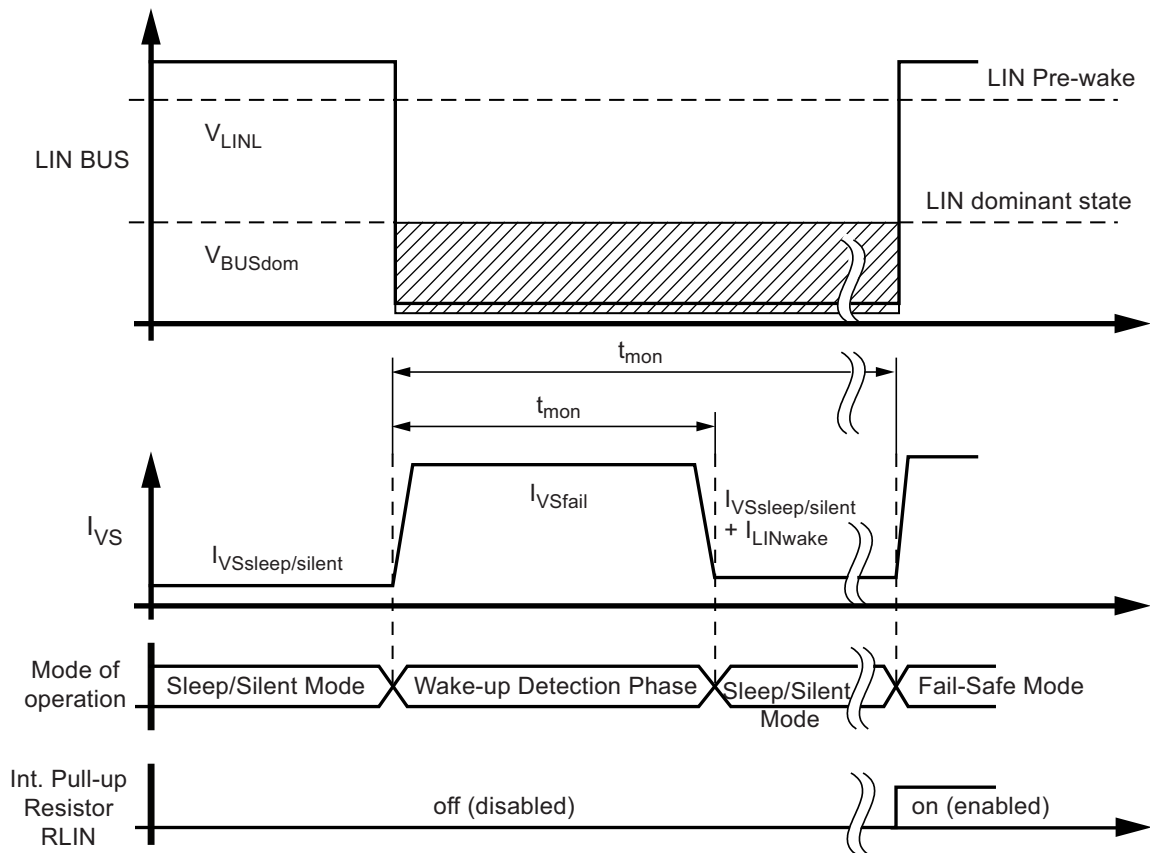 LIN Pre-wake
VLINL
LIN BUS
LIN dominant state
VBUSdom
tmon
tmon
IVS
IVSfail
IVSsleep/silent
+ ILINwake
IVSsleep/silent
Mode of
operation
Sleep/Silent Mode
Wake-up Detection Phase
Sleep/Silent
Mode
Fail-Safe Mode
Int. Pull-up
Resistor
RLIN
off (disabled)
on (enabled)